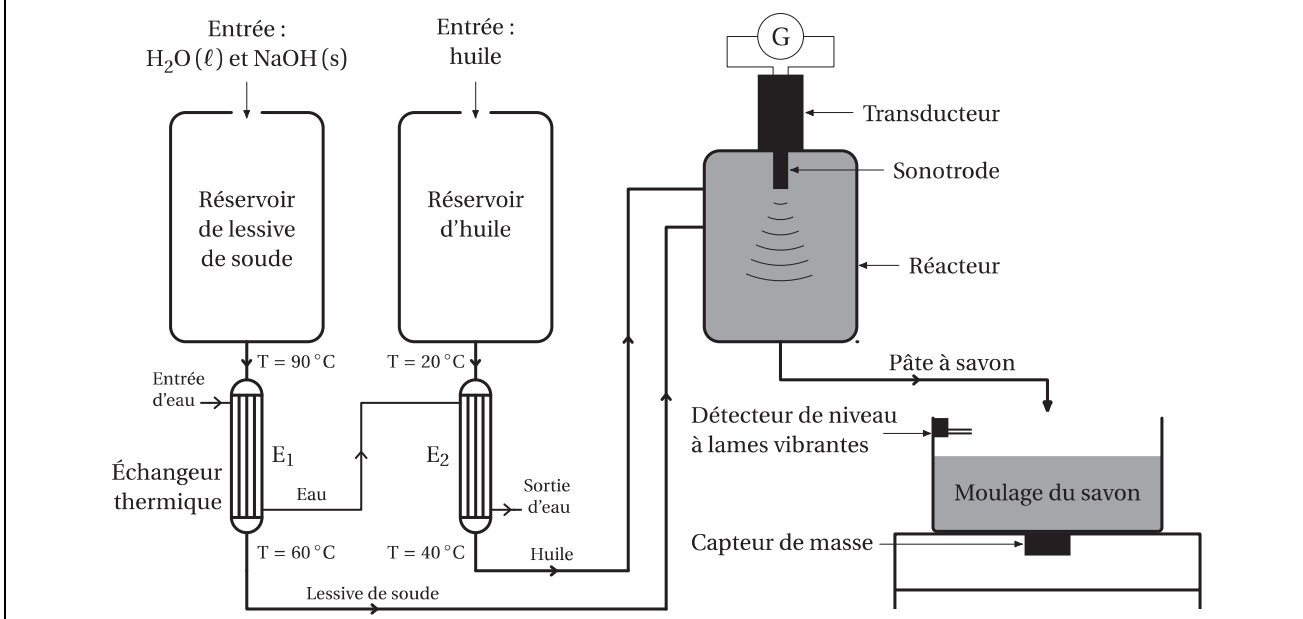 Entrée :
H₂O (ℓ) et NaOH (s)
Entrée :
huile
G
Transducteur
Sonotrode
Réacteur
Réservoir
de lessive
de soude
Réservoir
d'huile
T = 90 °C
T = 20 °C
Entrée
d'eau
E₁
E₂
Échangeur
thermique
Eau
Sortie
d'eau
T = 60 °C
T = 40 °C
Huile
Lessive de soude
Pâte à savon
Détecteur de niveau
à lames vibrantes
Moulage du savon
Capteur de masse